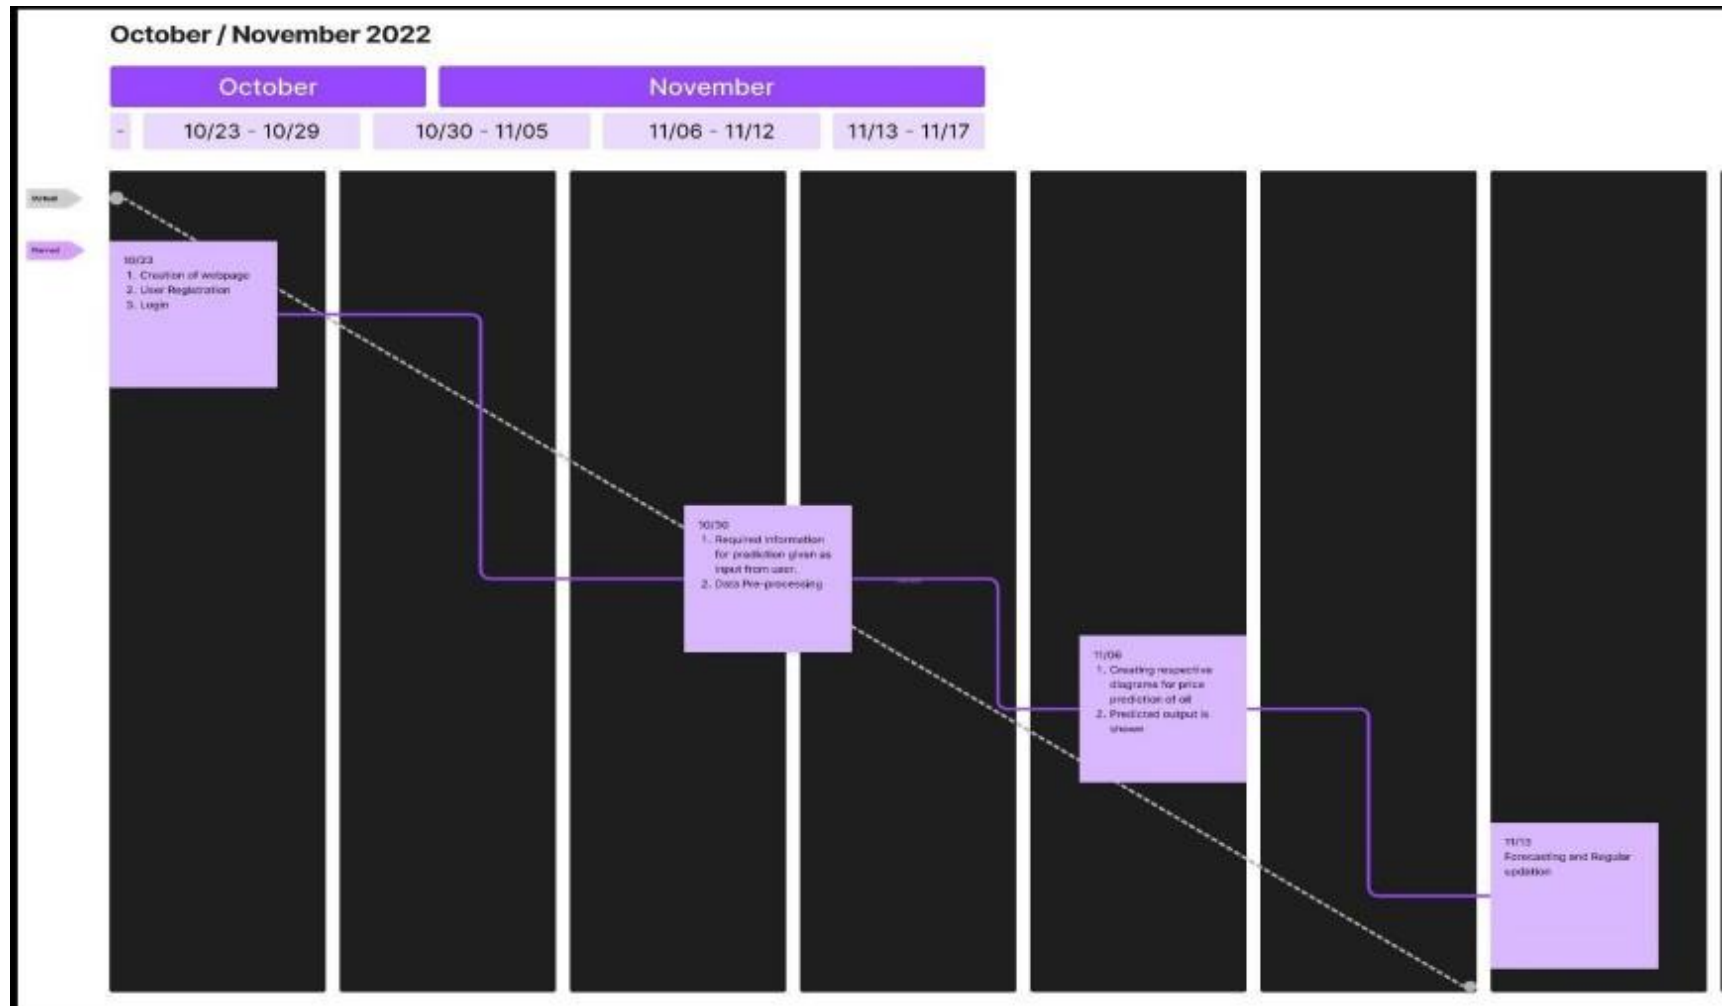 October / November 2022
October
November
-
10/23 - 10/29
10/30 - 11/05
11/06 - 11/12
11/13 - 11/17
Planned
10/23
1. Creation of webpage
2. User Registration
3. Login
10/30
1. Required information
for prediction given as
input from user.
2. Data Pre-processing
11/06
1. Creating respective
diagrams for price
prediction of oil
2. Predicted output is
shown
11/13
Forecasting and Regular
updation